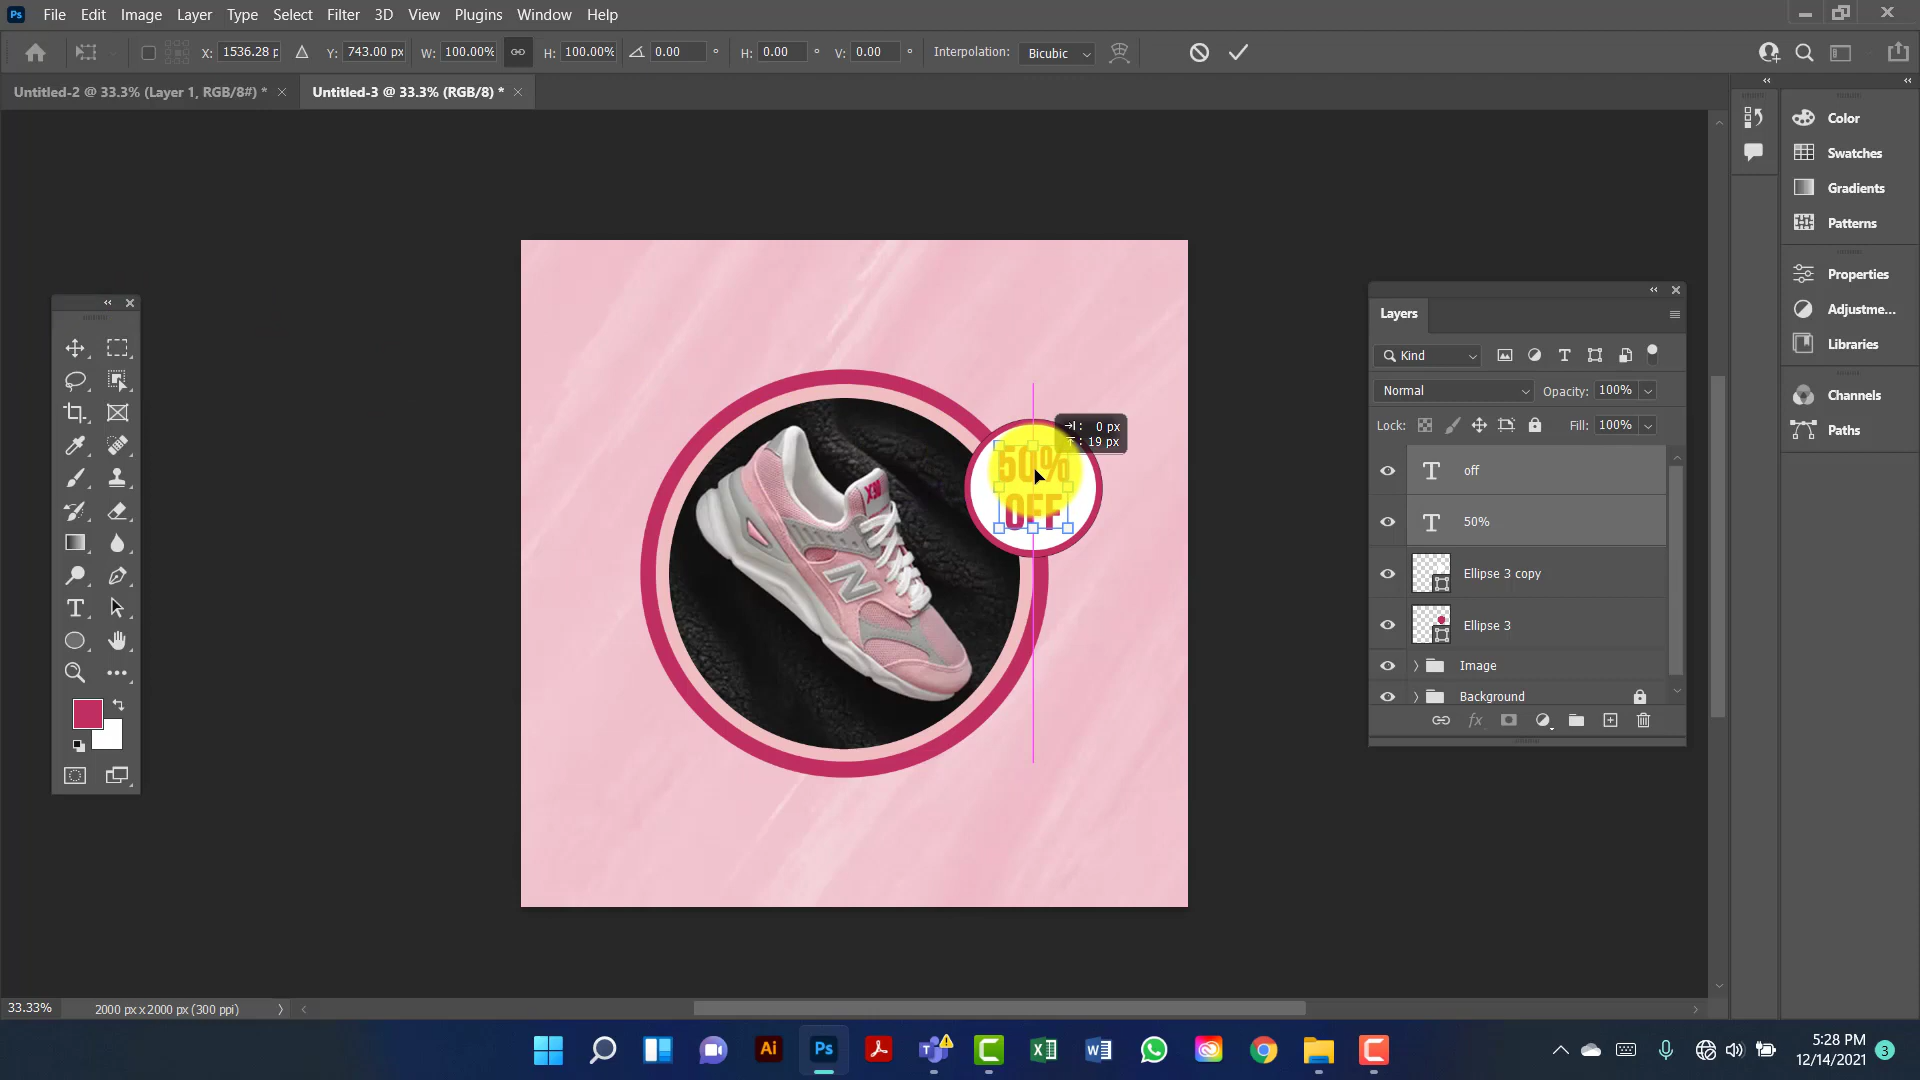 Ps File Edit Image Layer Type Select Filter 3D View Plugins Window Help
X: 1536.28 p Y: 743.00 px W: 100.00% H: 100.00% 0.00 ° H: 0.00 ° V: 0.00 ° Interpolation: Bicubic
Untitled-2 @ 33.3% (Layer 1, RGB/8#) * Untitled-3 @ 33.3% (RGB/8) *
Color
Swatches
Gradients
Patterns
Properties
Adjustme...
Libraries
Channels
Paths
Layers
Kind
Normal Opacity: 100%
Lock: Fill: 100%
off
50%
Ellipse 3 copy
Ellipse 3
Image
Background
0 px
: 19 px
50%
OFF
X90
N
33.33% 2000 px x 2000 px (300 ppi)
Ai Ps
5:28 PM
12/14/2021
3